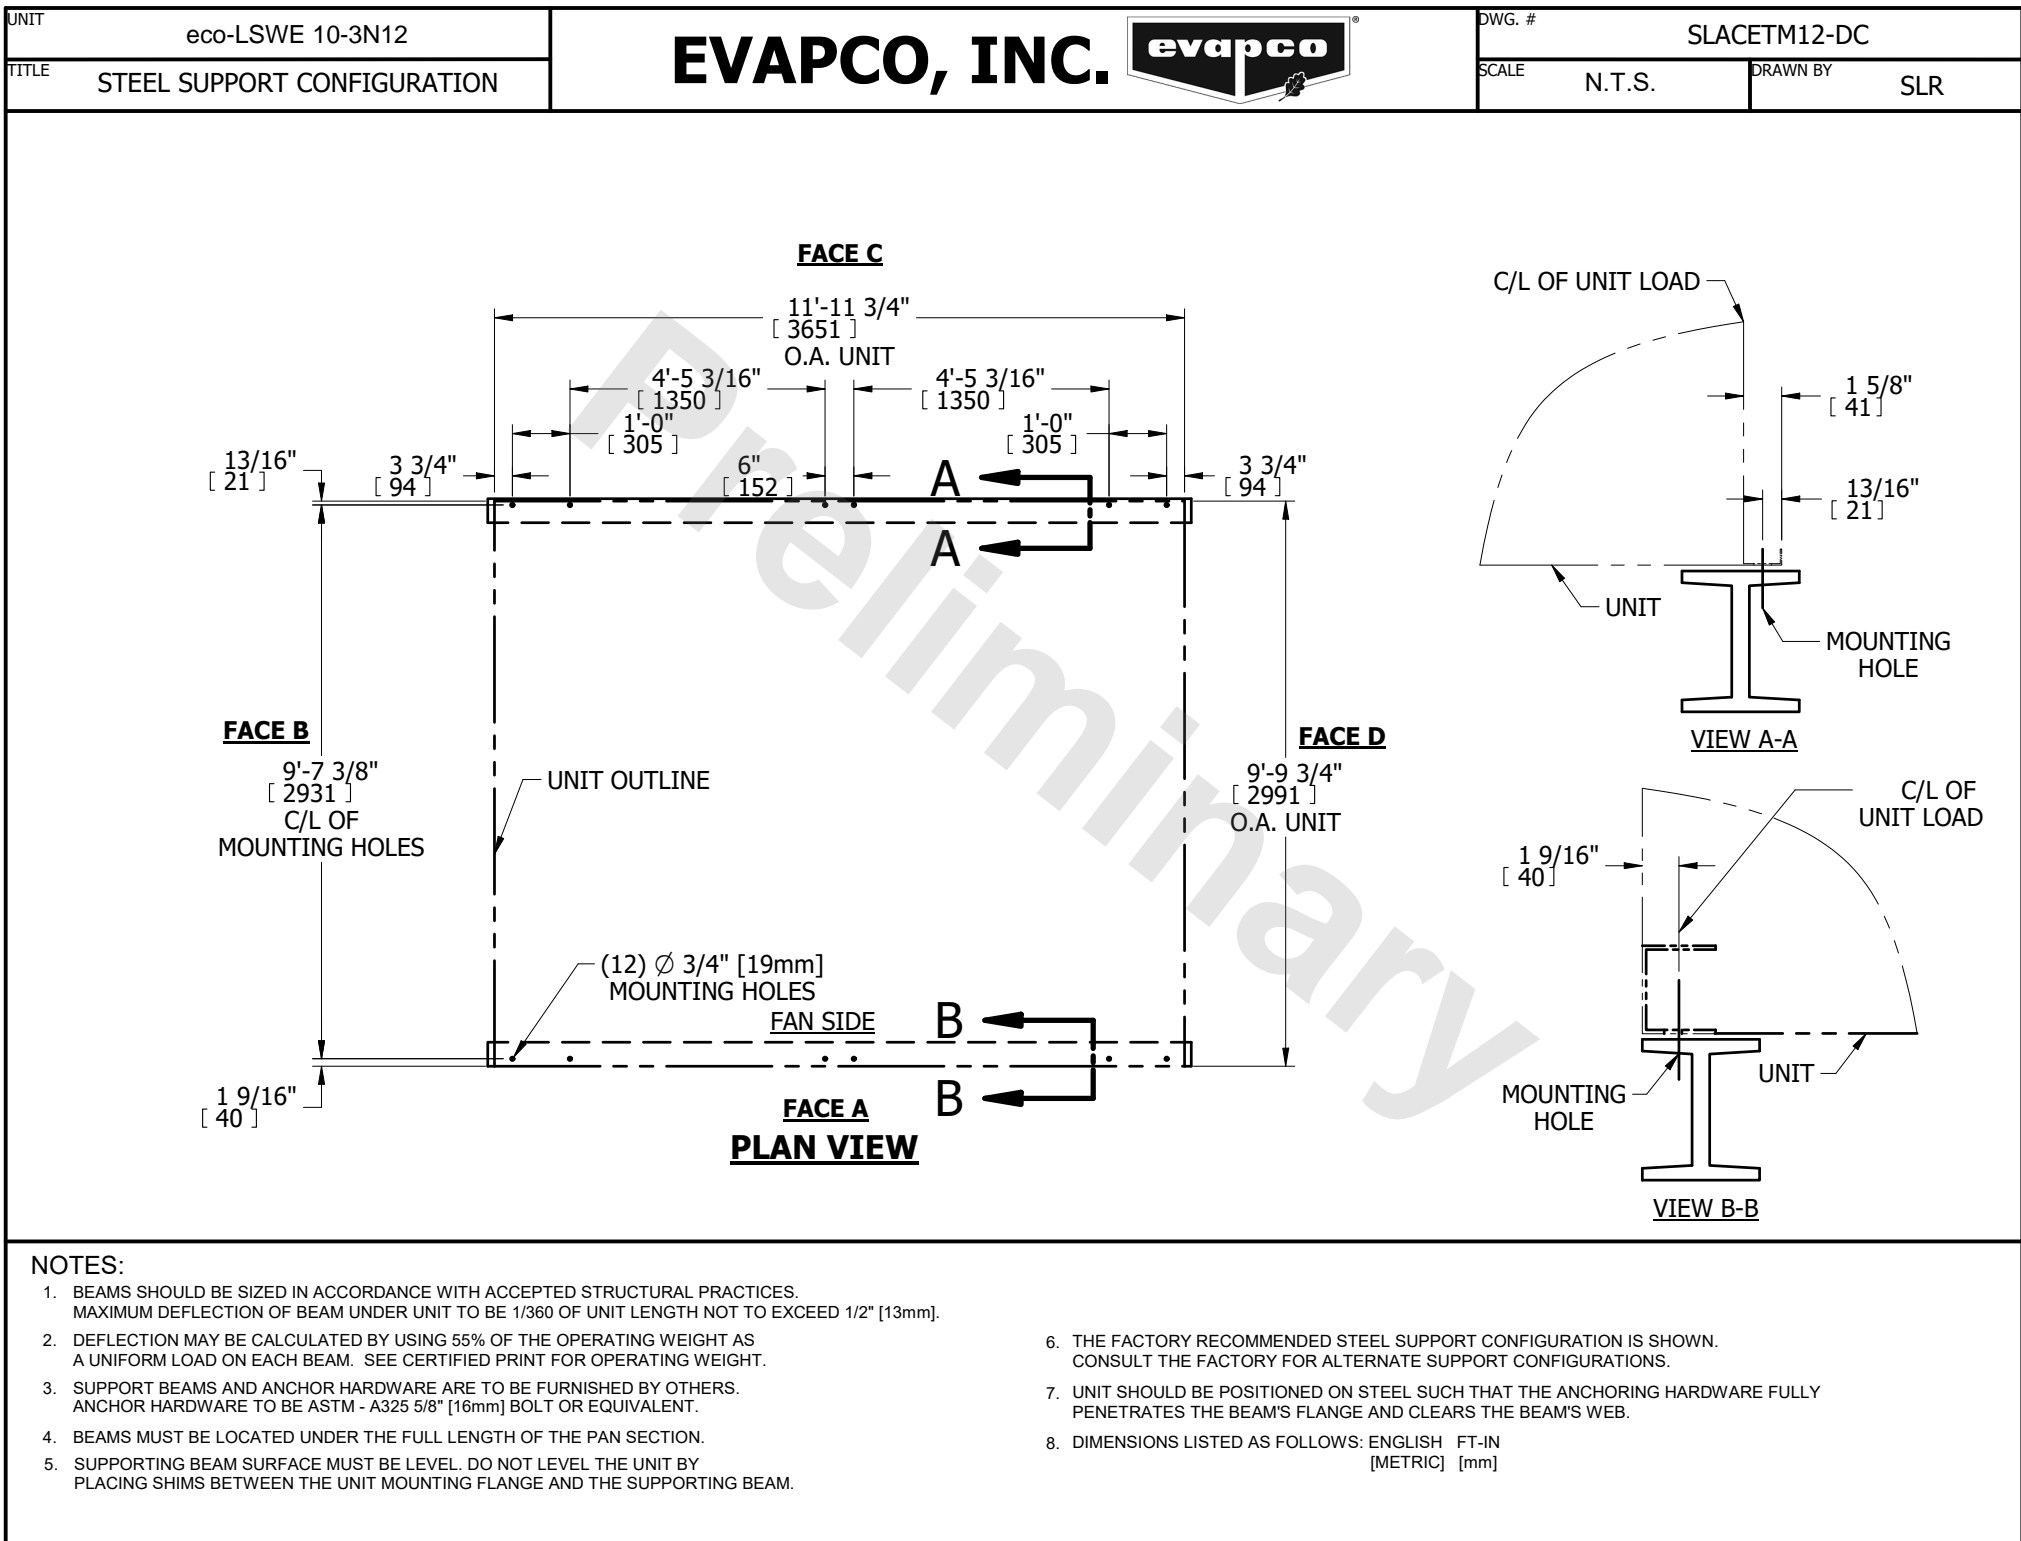 UNIT
eco-LSWE 10-3N12
TITLE
STEEL SUPPORT CONFIGURATION
EVAPCO, INC.
evapco
®
DWG. #
SLACETM12-DC
SCALE
N.T.S.
DRAWN BY
SLR
FACE C
11'-11 3/4"
[ 3651 ]
O.A. UNIT
4'-5 3/16"
[ 1350 ]
4'-5 3/16"
[ 1350 ]
1'-0"
[ 305 ]
1'-0"
[ 305 ]
13/16"
[ 21 ]
3 3/4"
[ 94 ]
6"
[ 152 ]
3 3/4"
[ 94 ]
A
A
FACE B
9'-7 3/8"
[ 2931 ]
C/L OF
MOUNTING HOLES
UNIT OUTLINE
FACE D
9'-9 3/4"
[ 2991 ]
O.A. UNIT
(12) Ø 3/4" [19mm]
MOUNTING HOLES
FAN SIDE
B
B
1 9/16"
[ 40 ]
FACE A
PLAN VIEW
Preliminary
C/L OF UNIT LOAD
1 5/8"
[ 41 ]
13/16"
[ 21 ]
UNIT
MOUNTING
HOLE
VIEW A-A
C/L OF
UNIT LOAD
1 9/16"
[ 40 ]
UNIT
MOUNTING
HOLE
VIEW B-B
NOTES:
1. BEAMS SHOULD BE SIZED IN ACCORDANCE WITH ACCEPTED STRUCTURAL PRACTICES.
MAXIMUM DEFLECTION OF BEAM UNDER UNIT TO BE 1/360 OF UNIT LENGTH NOT TO EXCEED 1/2" [13mm].
2. DEFLECTION MAY BE CALCULATED BY USING 55% OF THE OPERATING WEIGHT AS
A UNIFORM LOAD ON EACH BEAM. SEE CERTIFIED PRINT FOR OPERATING WEIGHT.
3. SUPPORT BEAMS AND ANCHOR HARDWARE ARE TO BE FURNISHED BY OTHERS.
ANCHOR HARDWARE TO BE ASTM - A325 5/8" [16mm] BOLT OR EQUIVALENT.
4. BEAMS MUST BE LOCATED UNDER THE FULL LENGTH OF THE PAN SECTION.
5. SUPPORTING BEAM SURFACE MUST BE LEVEL. DO NOT LEVEL THE UNIT BY
PLACING SHIMS BETWEEN THE UNIT MOUNTING FLANGE AND THE SUPPORTING BEAM.
6. THE FACTORY RECOMMENDED STEEL SUPPORT CONFIGURATION IS SHOWN.
CONSULT THE FACTORY FOR ALTERNATE SUPPORT CONFIGURATIONS.
7. UNIT SHOULD BE POSITIONED ON STEEL SUCH THAT THE ANCHORING HARDWARE FULLY
PENETRATES THE BEAM'S FLANGE AND CLEARS THE BEAM'S WEB.
8. DIMENSIONS LISTED AS FOLLOWS: ENGLISH FT-IN
[METRIC] [mm]